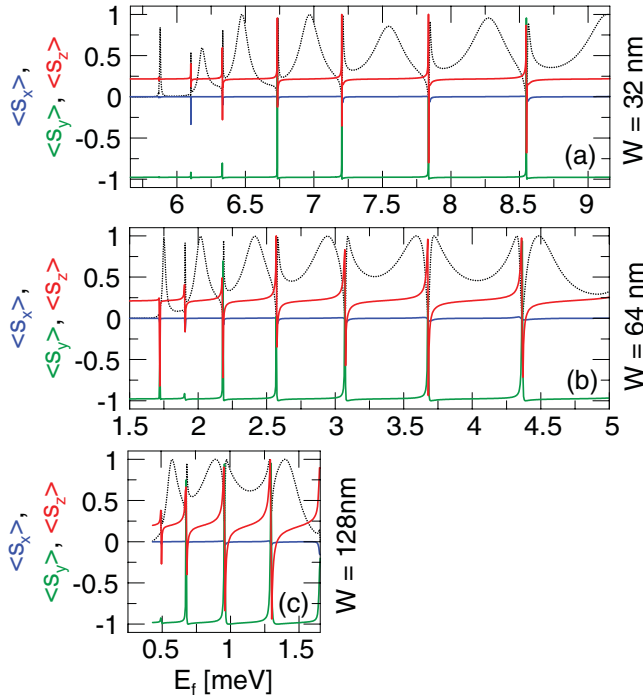 <Sx>,
<Sy>, <Sz>
1
0.5
0
-0.5
-1
(a)
6
6.5
7
7.5
8
8.5
9
W = 32 nm
<Sx>,
<Sy>, <Sz>
1
0.5
0
-0.5
-1
(b)
1.5
2
2.5
3
3.5
4
4.5
5
W = 64 nm
<Sx>,
<Sy>, <Sz>
1
0.5
0
-0.5
-1
(c)
0.5
1
1.5
W = 128nm
Ef [meV]